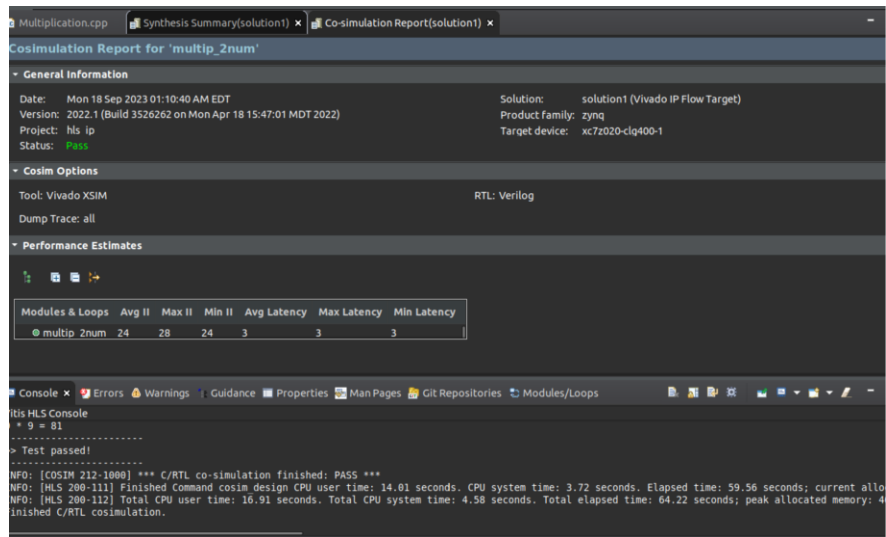 Multiplication.cpp Synthesis Summary(solution1) Co-simulation Report(solution1)
Cosimulation Report for 'multip_2num'
General Information
Date: Mon 18 Sep 2023 01:10:40 AM EDT Solution: solution1 (Vivado IP Flow Target)
Version: 2022.1 (Build 3526262 on Mon Apr 18 15:47:01 MDT 2022) Product family: zynq
Project: hls_ip Target device: xc7z020-clg400-1
Status: Pass
Cosim Options
Tool: Vivado XSIM RTL: Verilog
Dump Trace: all
Performance Estimates
Modules & Loops Avg II Max II Min II Avg Latency Max Latency Min Latency
multip_2num 24 28 24 3 3 3
Console Errors Warnings Guidance Properties Man Pages Git Repositories Modules/Loops
itis HLS Console
* 9 = 81
------------------------
> Test passed!
------------------------
NFO: [COSIM 212-1000] *** C/RTL co-simulation finished: PASS ***
NFO: [HLS 200-111] Finished Command cosim_design CPU user time: 14.01 seconds. CPU system time: 3.72 seconds. Elapsed time: 59.56 seconds; current allo
NFO: [HLS 200-112] Total CPU user time: 16.91 seconds. Total CPU system time: 4.58 seconds. Total elapsed time: 64.22 seconds; peak allocated memory: 4
inished C/RTL cosimulation.